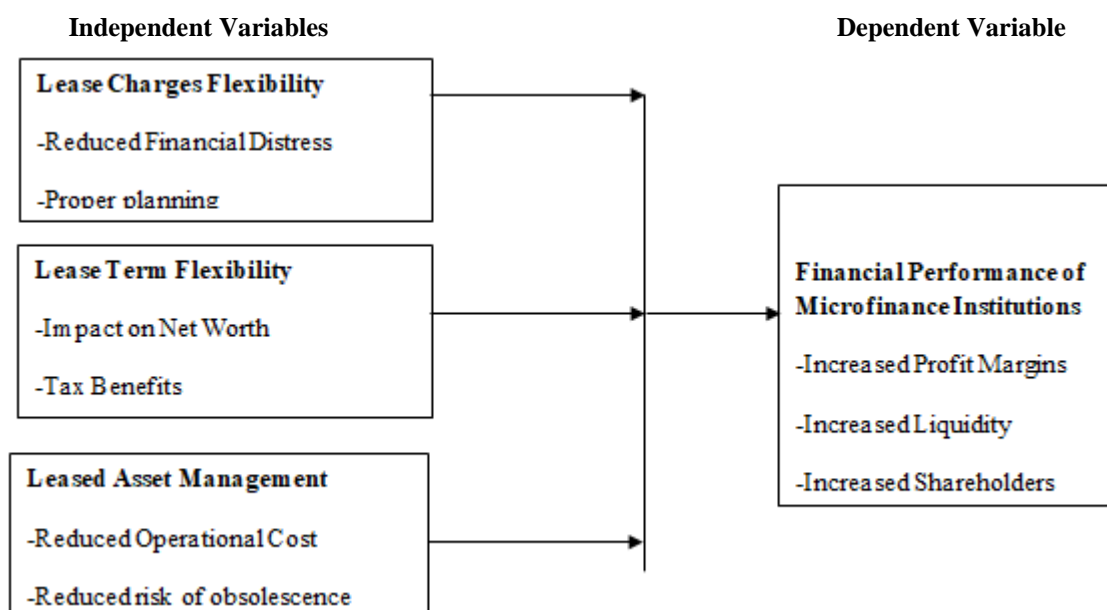 Independent Variables
Dependent Variable
Lease Charges Flexibility
-Reduced Financial Distress
-Proper planning
Lease Term Flexibility
-Impact on Net Worth
-Tax Benefits
Leased Asset Management
-Reduced Operational Cost
-Reduced risk of obsolescence
Financial Performance of
Microfinance Institutions
-Increased Profit Margins
-Increased Liquidity
-Increased Shareholders